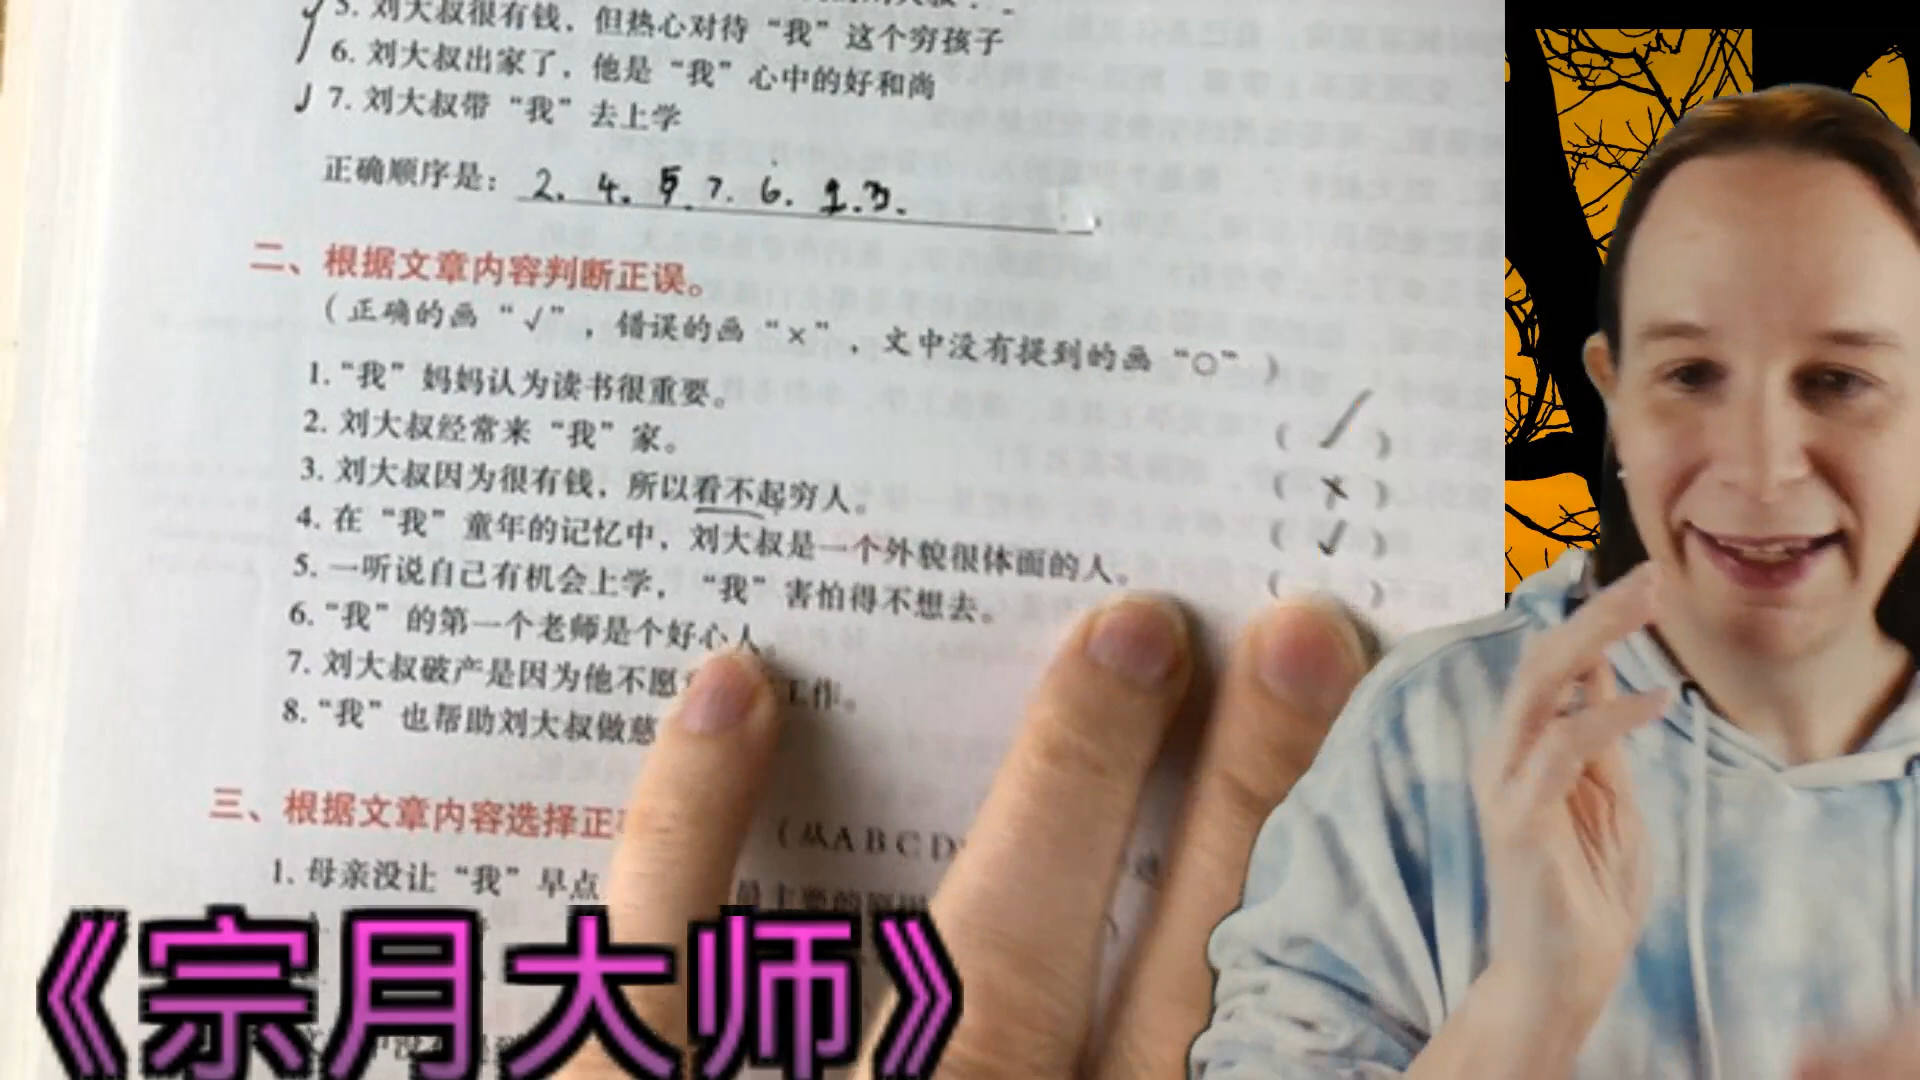 5. 刘大叔很有钱，但热心对待“我”这个穷孩子
6. 刘大叔出家了，他是“我”心中的好和尚
7. 刘大叔带“我”去上学
正确顺序是： 2. 4. 5. 7. 6. 1.3.
二、根据文章内容判断正误。
（正确的画“√”，错误的画“×”，文中没有提到的画“○”）
1. “我”妈妈认为读书很重要。
2. 刘大叔经常来“我”家。 （ ）
3. 刘大叔因为很有钱，所以看不起穷人。 （ × ）
4. 在“我”童年的记忆中，刘大叔是一个外貌很体面的人。 （ √ ）
5. 一听说自己有机会上学，“我”害怕得不想去。 （ ）
6. “我”的第一个老师是个好心人。
7. 刘大叔破产是因为他不愿 工作。
8. “我”也帮助刘大叔做慈
三、根据文章内容选择正 （从A B C D
1. 母亲没让“我”早点 最主要的原因
《宗月大师》